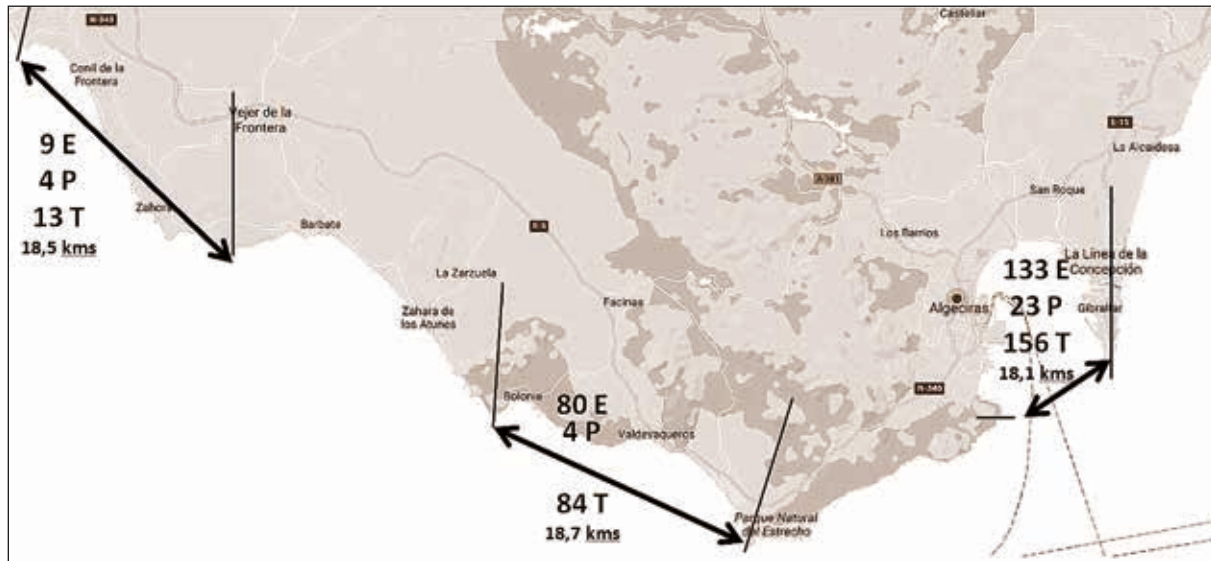 Castellar
N-340
Conil de la
Frontera
Vejer de la
Frontera
E-15
La Alcaidesa
9 E
4 P
13 T
18,5 kms
A-381
San Roque
Zahora
Barbate
E-5
Los Barrios
La Línea de la
Concepción
133 E
23 P
156 T
18,1 kms
La Zarzuela
Zahara de
los Atunes
Facinas
Algeciras
Gibraltar
N-340
Bolonia
80 E
4 P
Valdevaqueros
84 T
18,7 kms
Parque Natural
del Estrecho